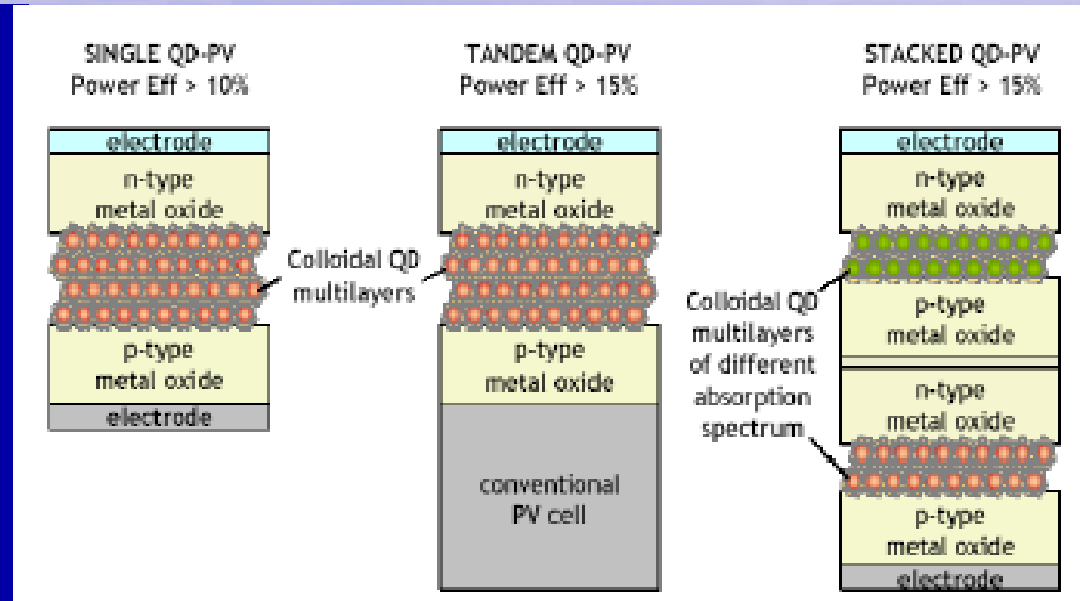 SINGLE QD-PV
Power Eff > 10%
electrode
n-type
metal oxide
p-type
metal oxide
electrode
Colloidal QD
multilayers
TANDEM QD-PV
Power Eff > 15%
electrode
n-type
metal oxide
p-type
metal oxide
conventional
PV cell
STACKED QD-PV
Power Eff > 15%
electrode
n-type
metal oxide
Colloidal QD
multilayers
of different
absorption
spectrum
p-type
metal oxide
n-type
metal oxide
p-type
metal oxide
electrode